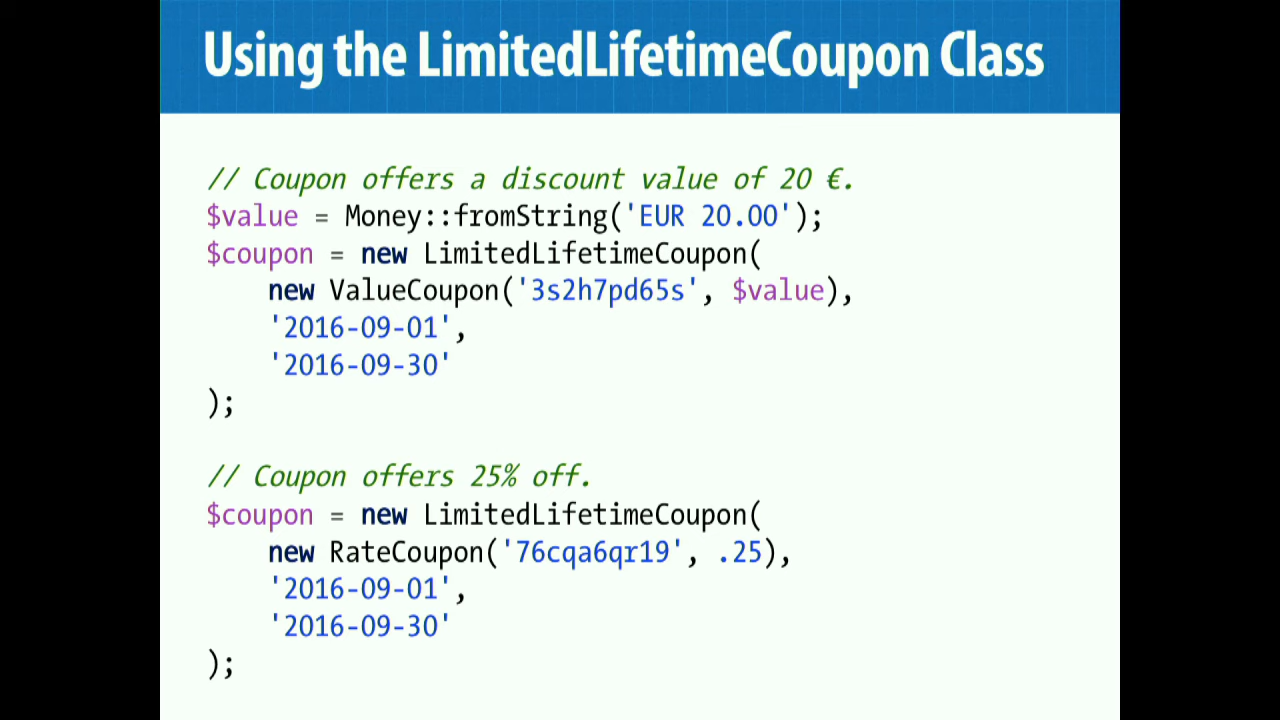 Using the LimitedLifetimeCoupon Class
// Coupon offers a discount value of 20 €.
$value = Money::fromString('EUR 20.00');
$coupon = new LimitedLifetimeCoupon(
    new ValueCoupon('3s2h7pd65s', $value),
    '2016-09-01',
    '2016-09-30'
);
// Coupon offers 25% off.
$coupon = new LimitedLifetimeCoupon(
    new RateCoupon('76cqa6qr19', .25),
    '2016-09-01',
    '2016-09-30'
);